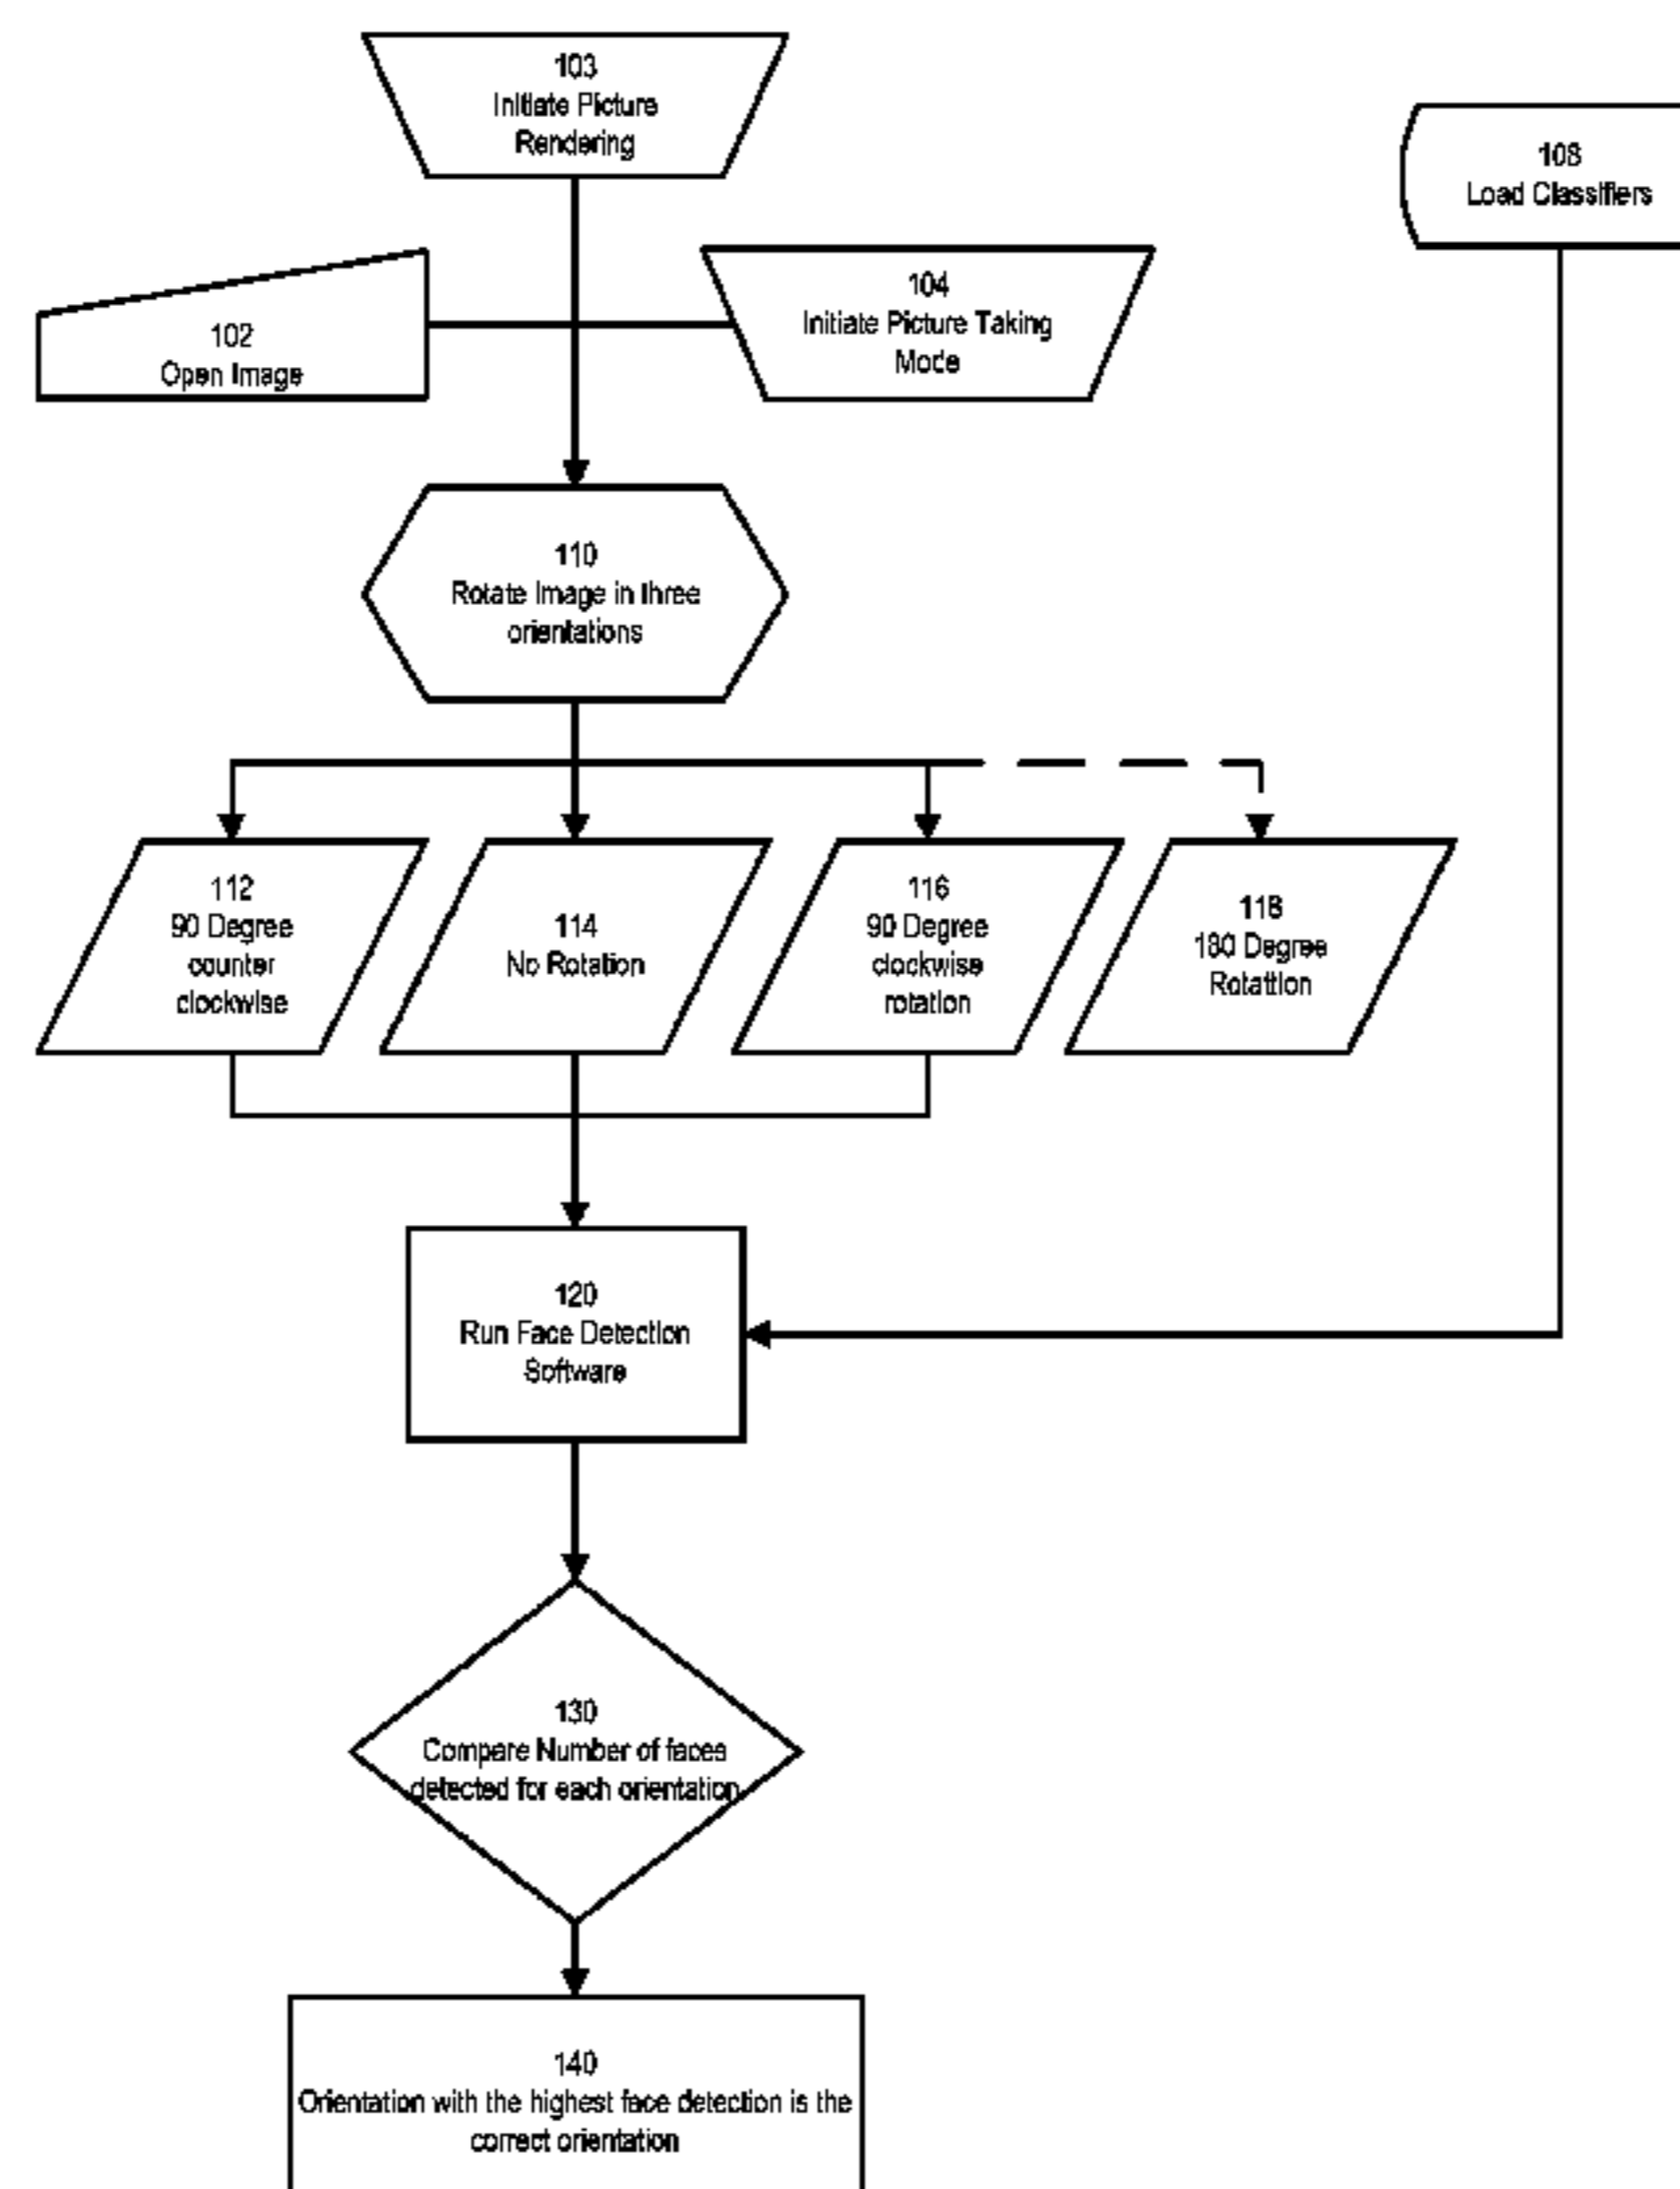 103
Initiate Picture
Rendering
108
Load Classifiers
102
Open Image
104
Initiate Picture Taking
Mode
110
Rotate Image in three
orientations
112
90 Degree
counter
clockwise
114
No Rotation
116
90 Degree
clockwise
rotation
118
180 Degree
Rotattion
120
Run Face Detection
Software
130
Compare Number of faces
detected for each orientation
140
Orientation with the highest face detection is the
correct orientation